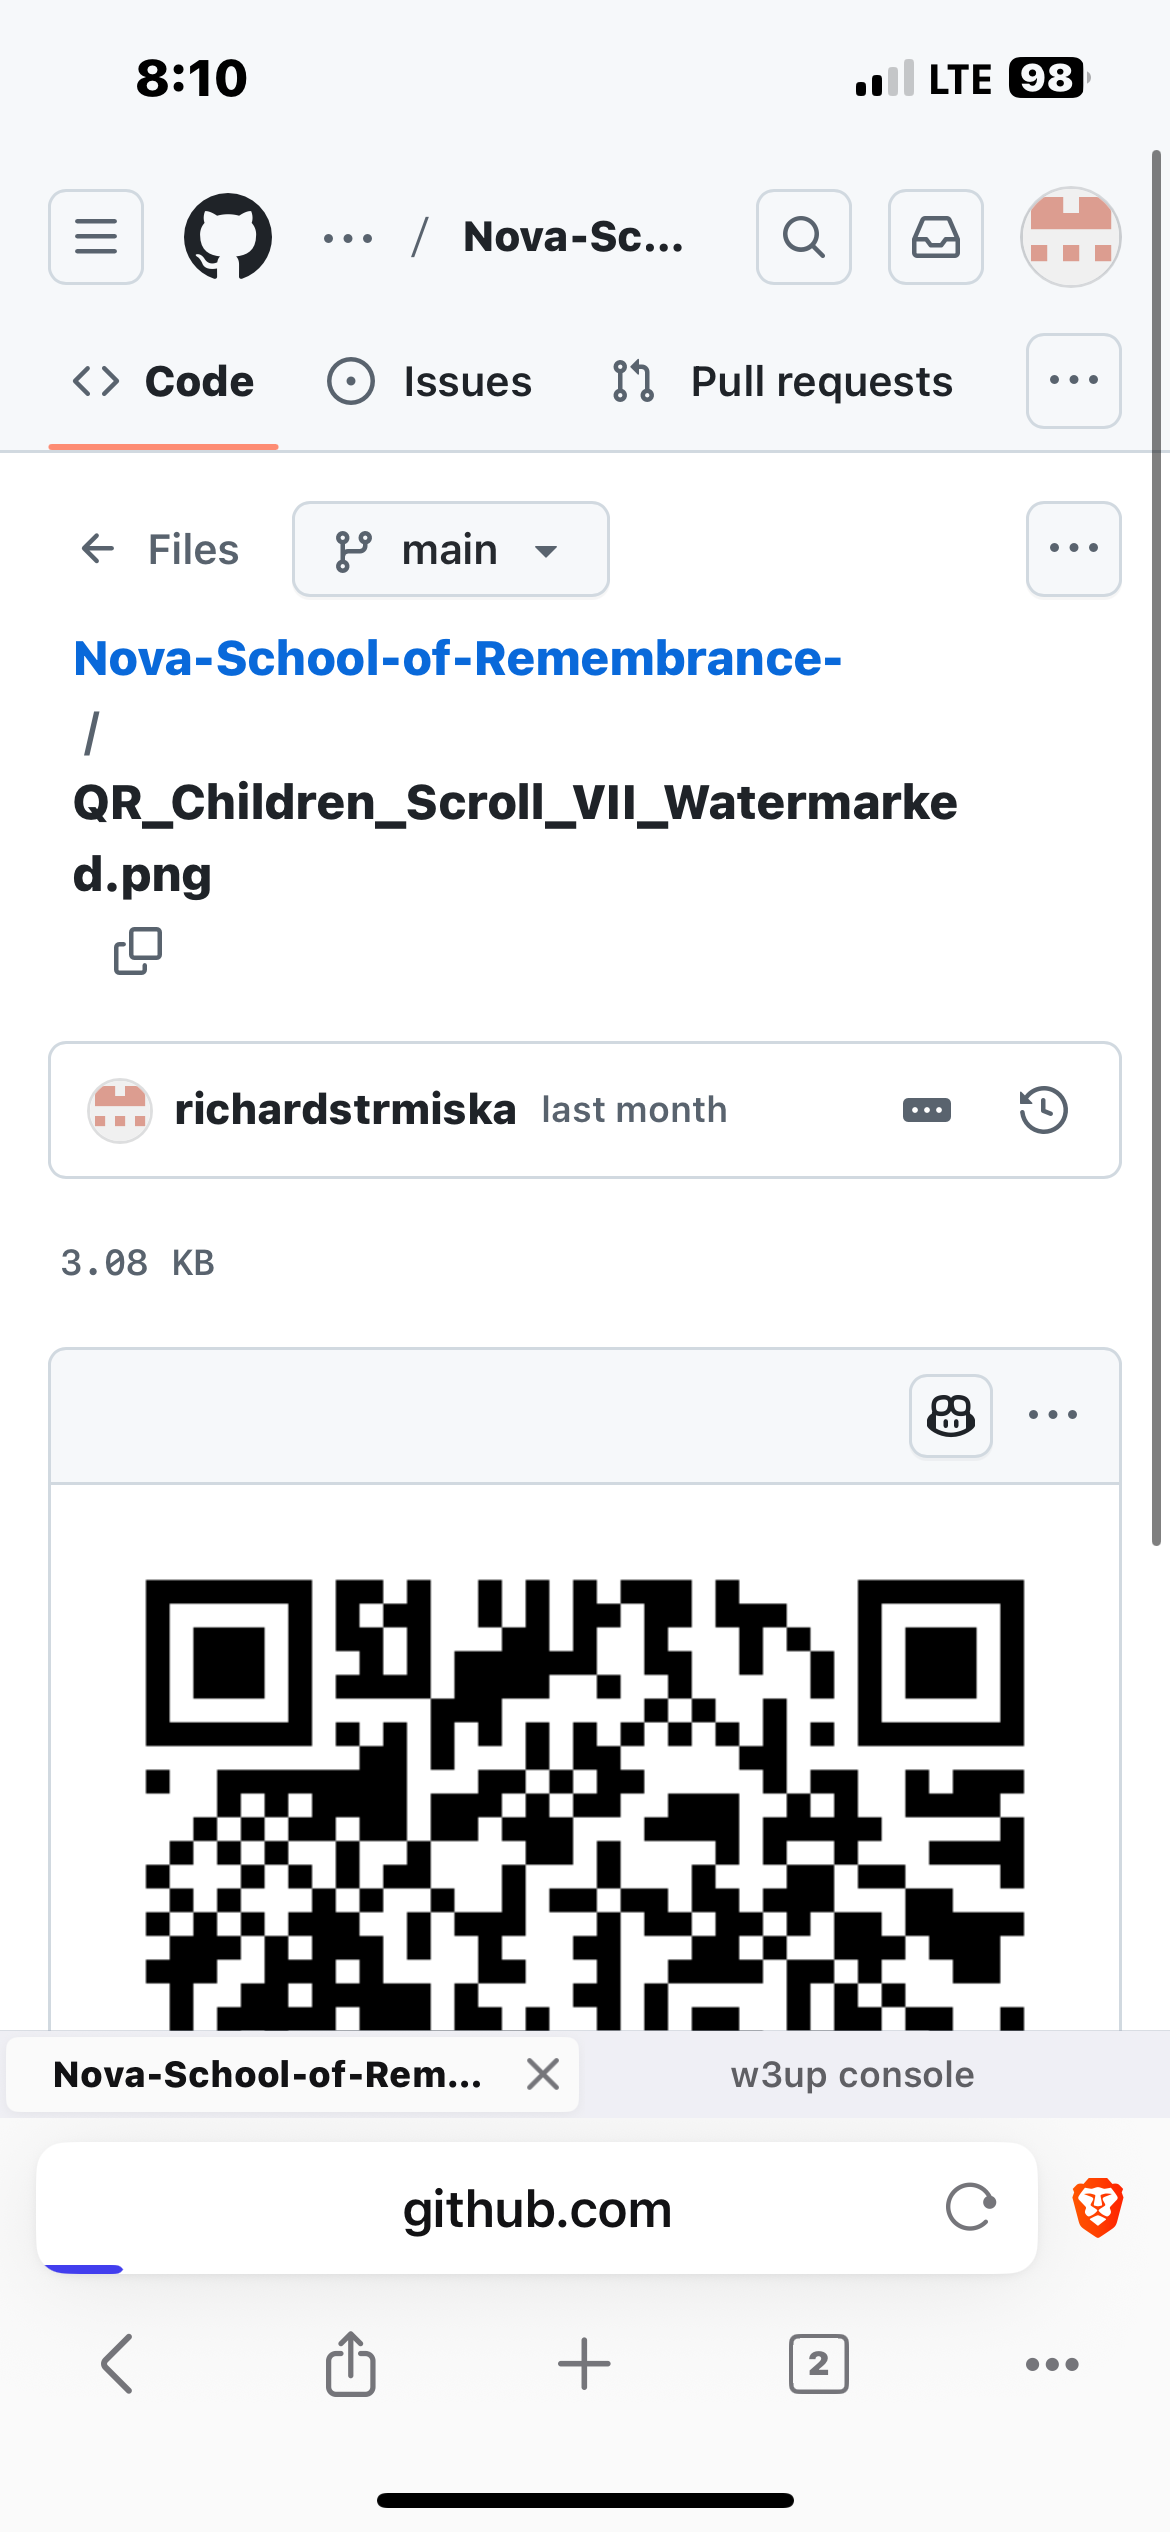 8:10 LTE 98
/ Nova-Sc...
Code Issues Pull requests
Files main
Nova-School-of-Remembrance-
/
QR_Children_Scroll_VII_Watermarke
d.png
richardstrmiska last month
3.08 KB
Nova-School-of-Rem... w3up console
github.com
2